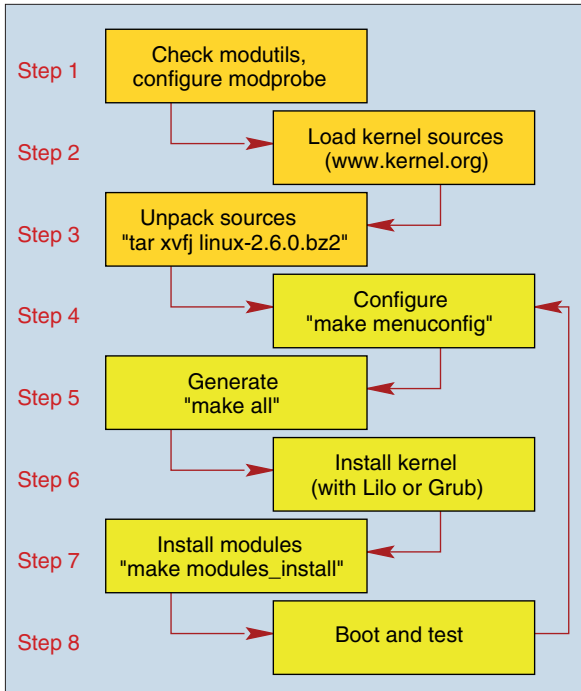 Step 1
Check modutils,
configure modprobe
Step 2
Load kernel sources
(www.kernel.org)
Step 3
Unpack sources
"tar xvfj linux-2.6.0.bz2"
Step 4
Configure
"make menuconfig"
Step 5
Generate
"make all"
Step 6
Install kernel
(with Lilo or Grub)
Step 7
Install modules
"make modules_install"
Step 8
Boot and test